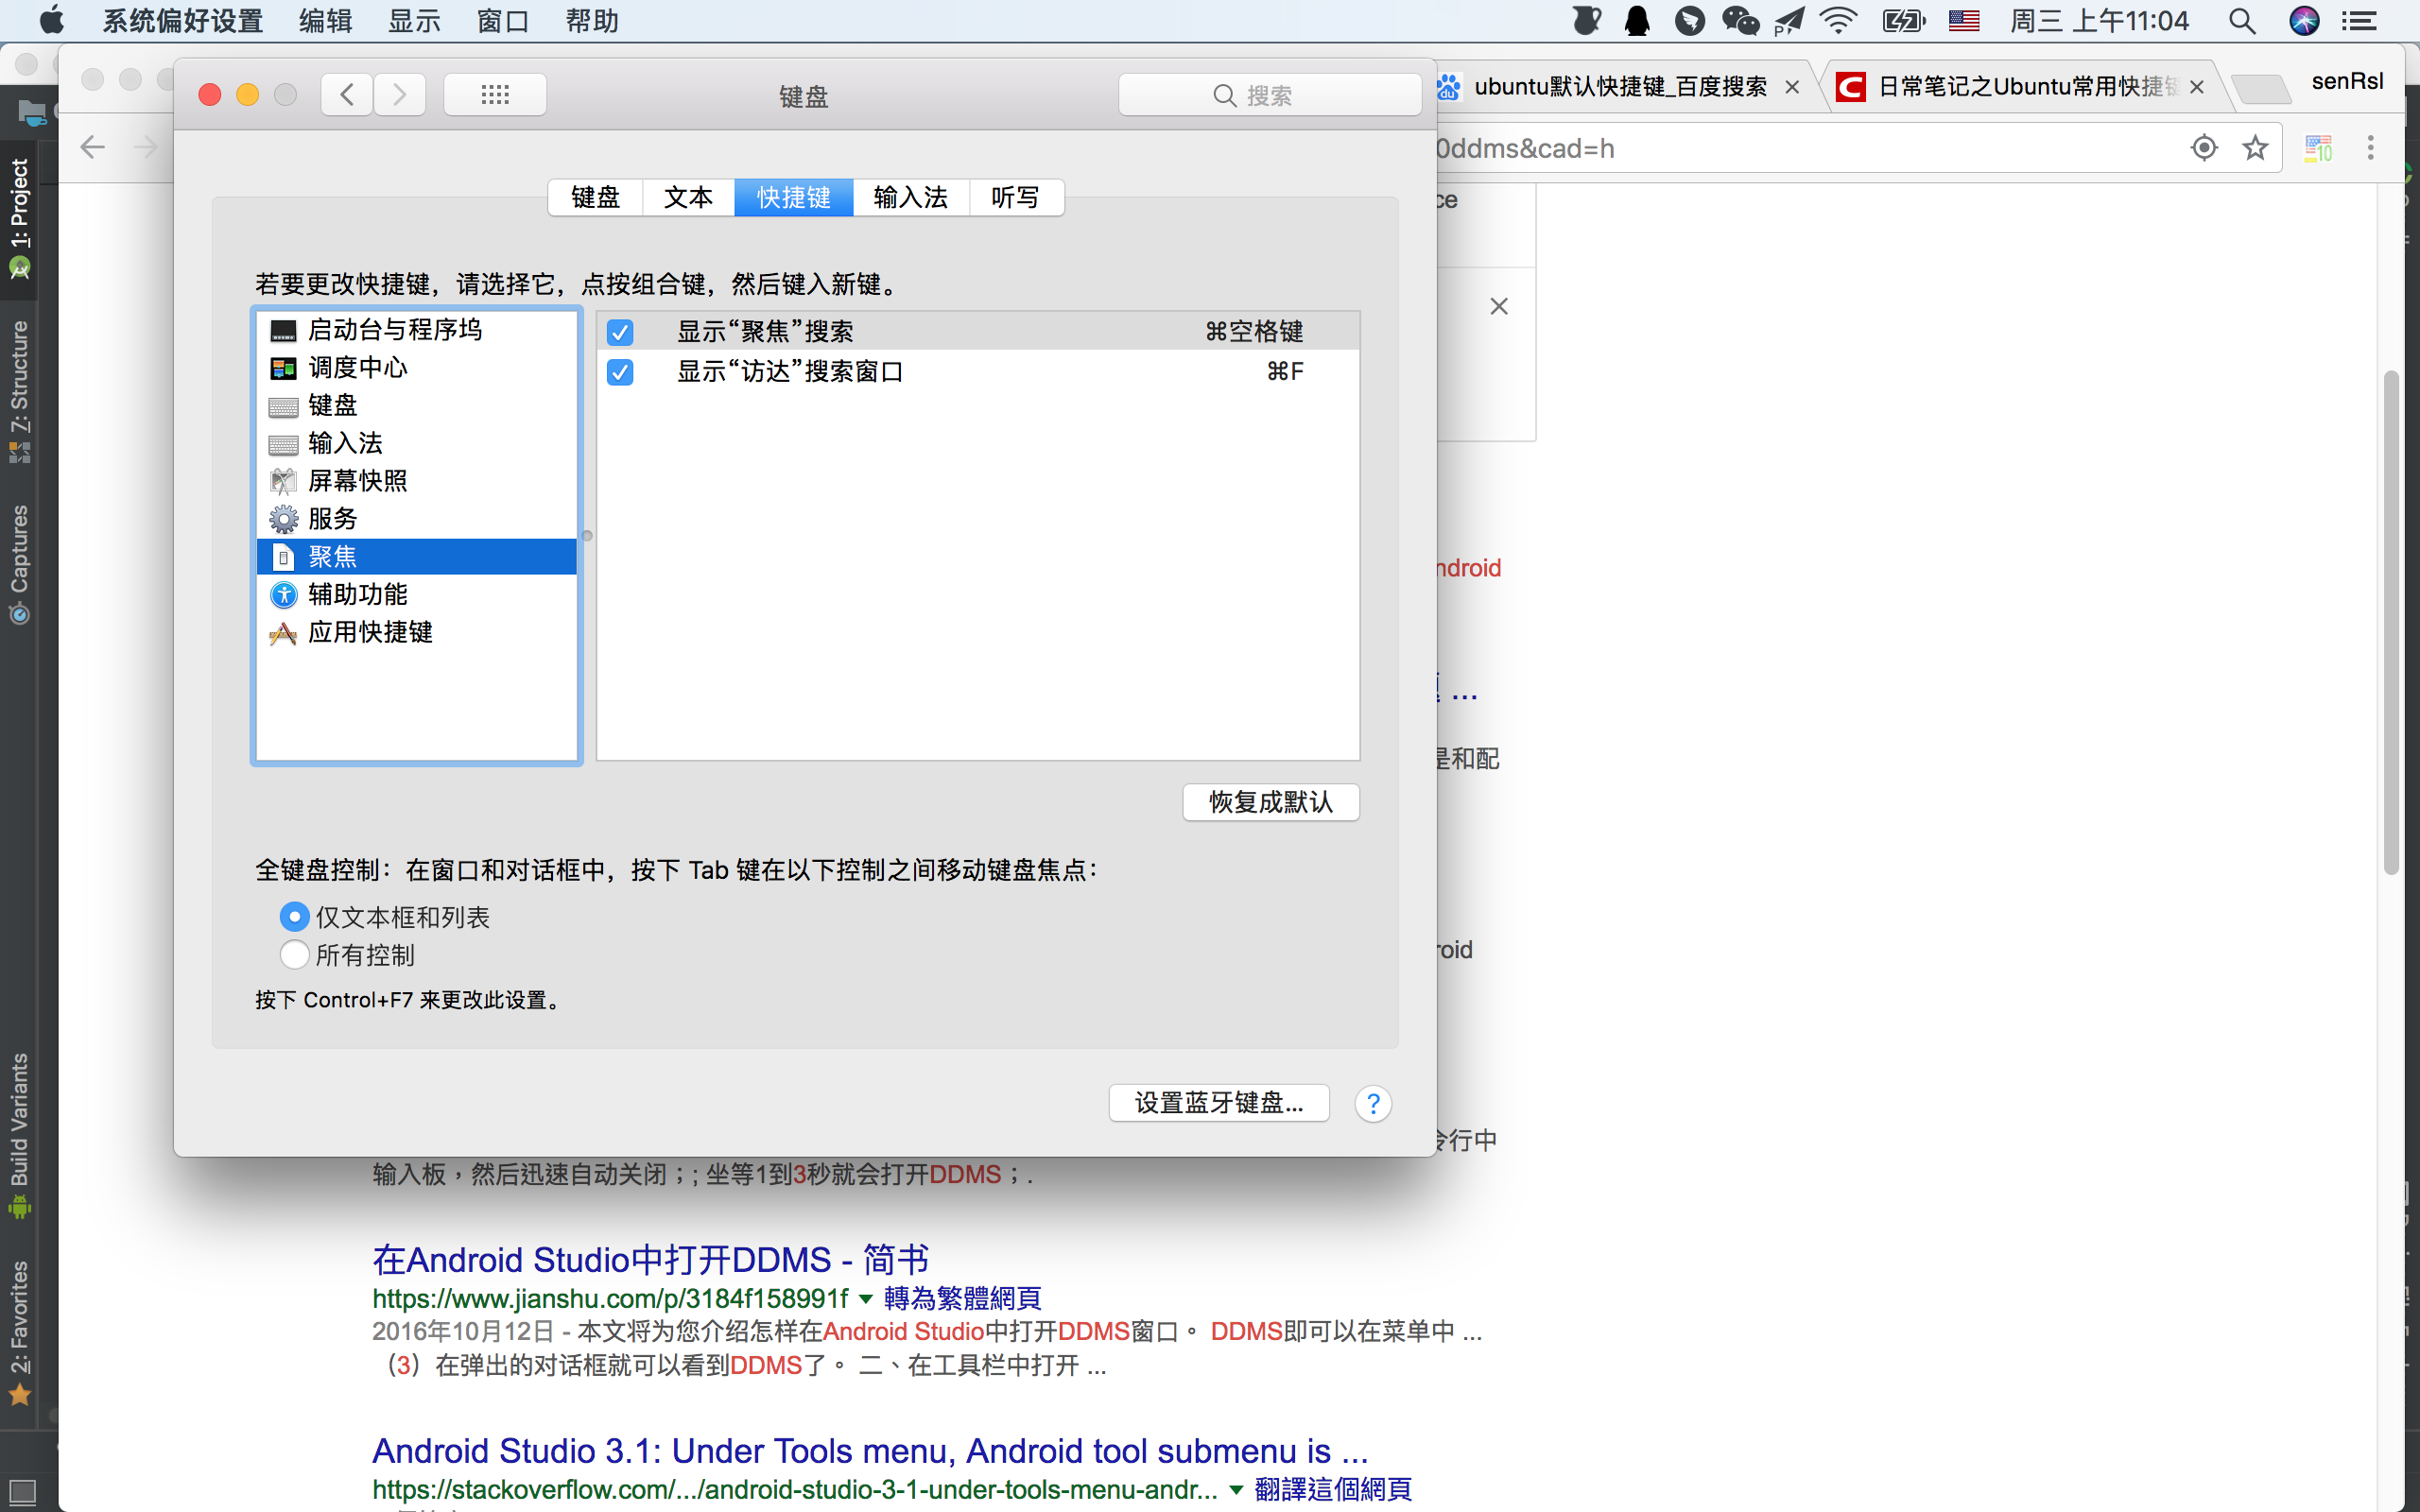 系统偏好设置 编辑 显示 窗口 帮助 周三 上午11:04
ubuntu默认快捷键_百度搜索
日常笔记之Ubuntu常用快捷键
senRsl
键盘
搜索
0ddms&cad=h
键盘 文本 快捷键 输入法 听写
若要更改快捷键，请选择它，点按组合键，然后键入新键。
启动台与程序坞
调度中心
键盘
输入法
屏幕快照
服务
聚焦
辅助功能
应用快捷键
显示“聚焦”搜索 ⌘空格键
显示“访达”搜索窗口 ⌘F
恢复成默认
全键盘控制：在窗口和对话框中，按下 Tab 键在以下控制之间移动键盘焦点：
仅文本框和列表
所有控制
按下 Control+F7 来更改此设置。
设置蓝牙键盘...
?
1: Project
7: Structure
Captures
Build Variants
2: Favorites
ce
ndroid
...
是和配
roid
令行中
输入板，然后迅速自动关闭；; 坐等1到3秒就会打开DDMS；.
在Android Studio中打开DDMS - 简书
https://www.jianshu.com/p/3184f158991f ▼ 轉為繁體網頁
2016年10月12日 - 本文将为您介绍怎样在Android Studio中打开DDMS窗口。 DDMS即可以在菜单中 ...
（3）在弹出的对话框就可以看到DDMS了。 二、在工具栏中打开 ...
Android Studio 3.1: Under Tools menu, Android tool submenu is ...
https://stackoverflow.com/.../android-studio-3-1-under-tools-menu-andr... ▼ 翻譯這個網頁